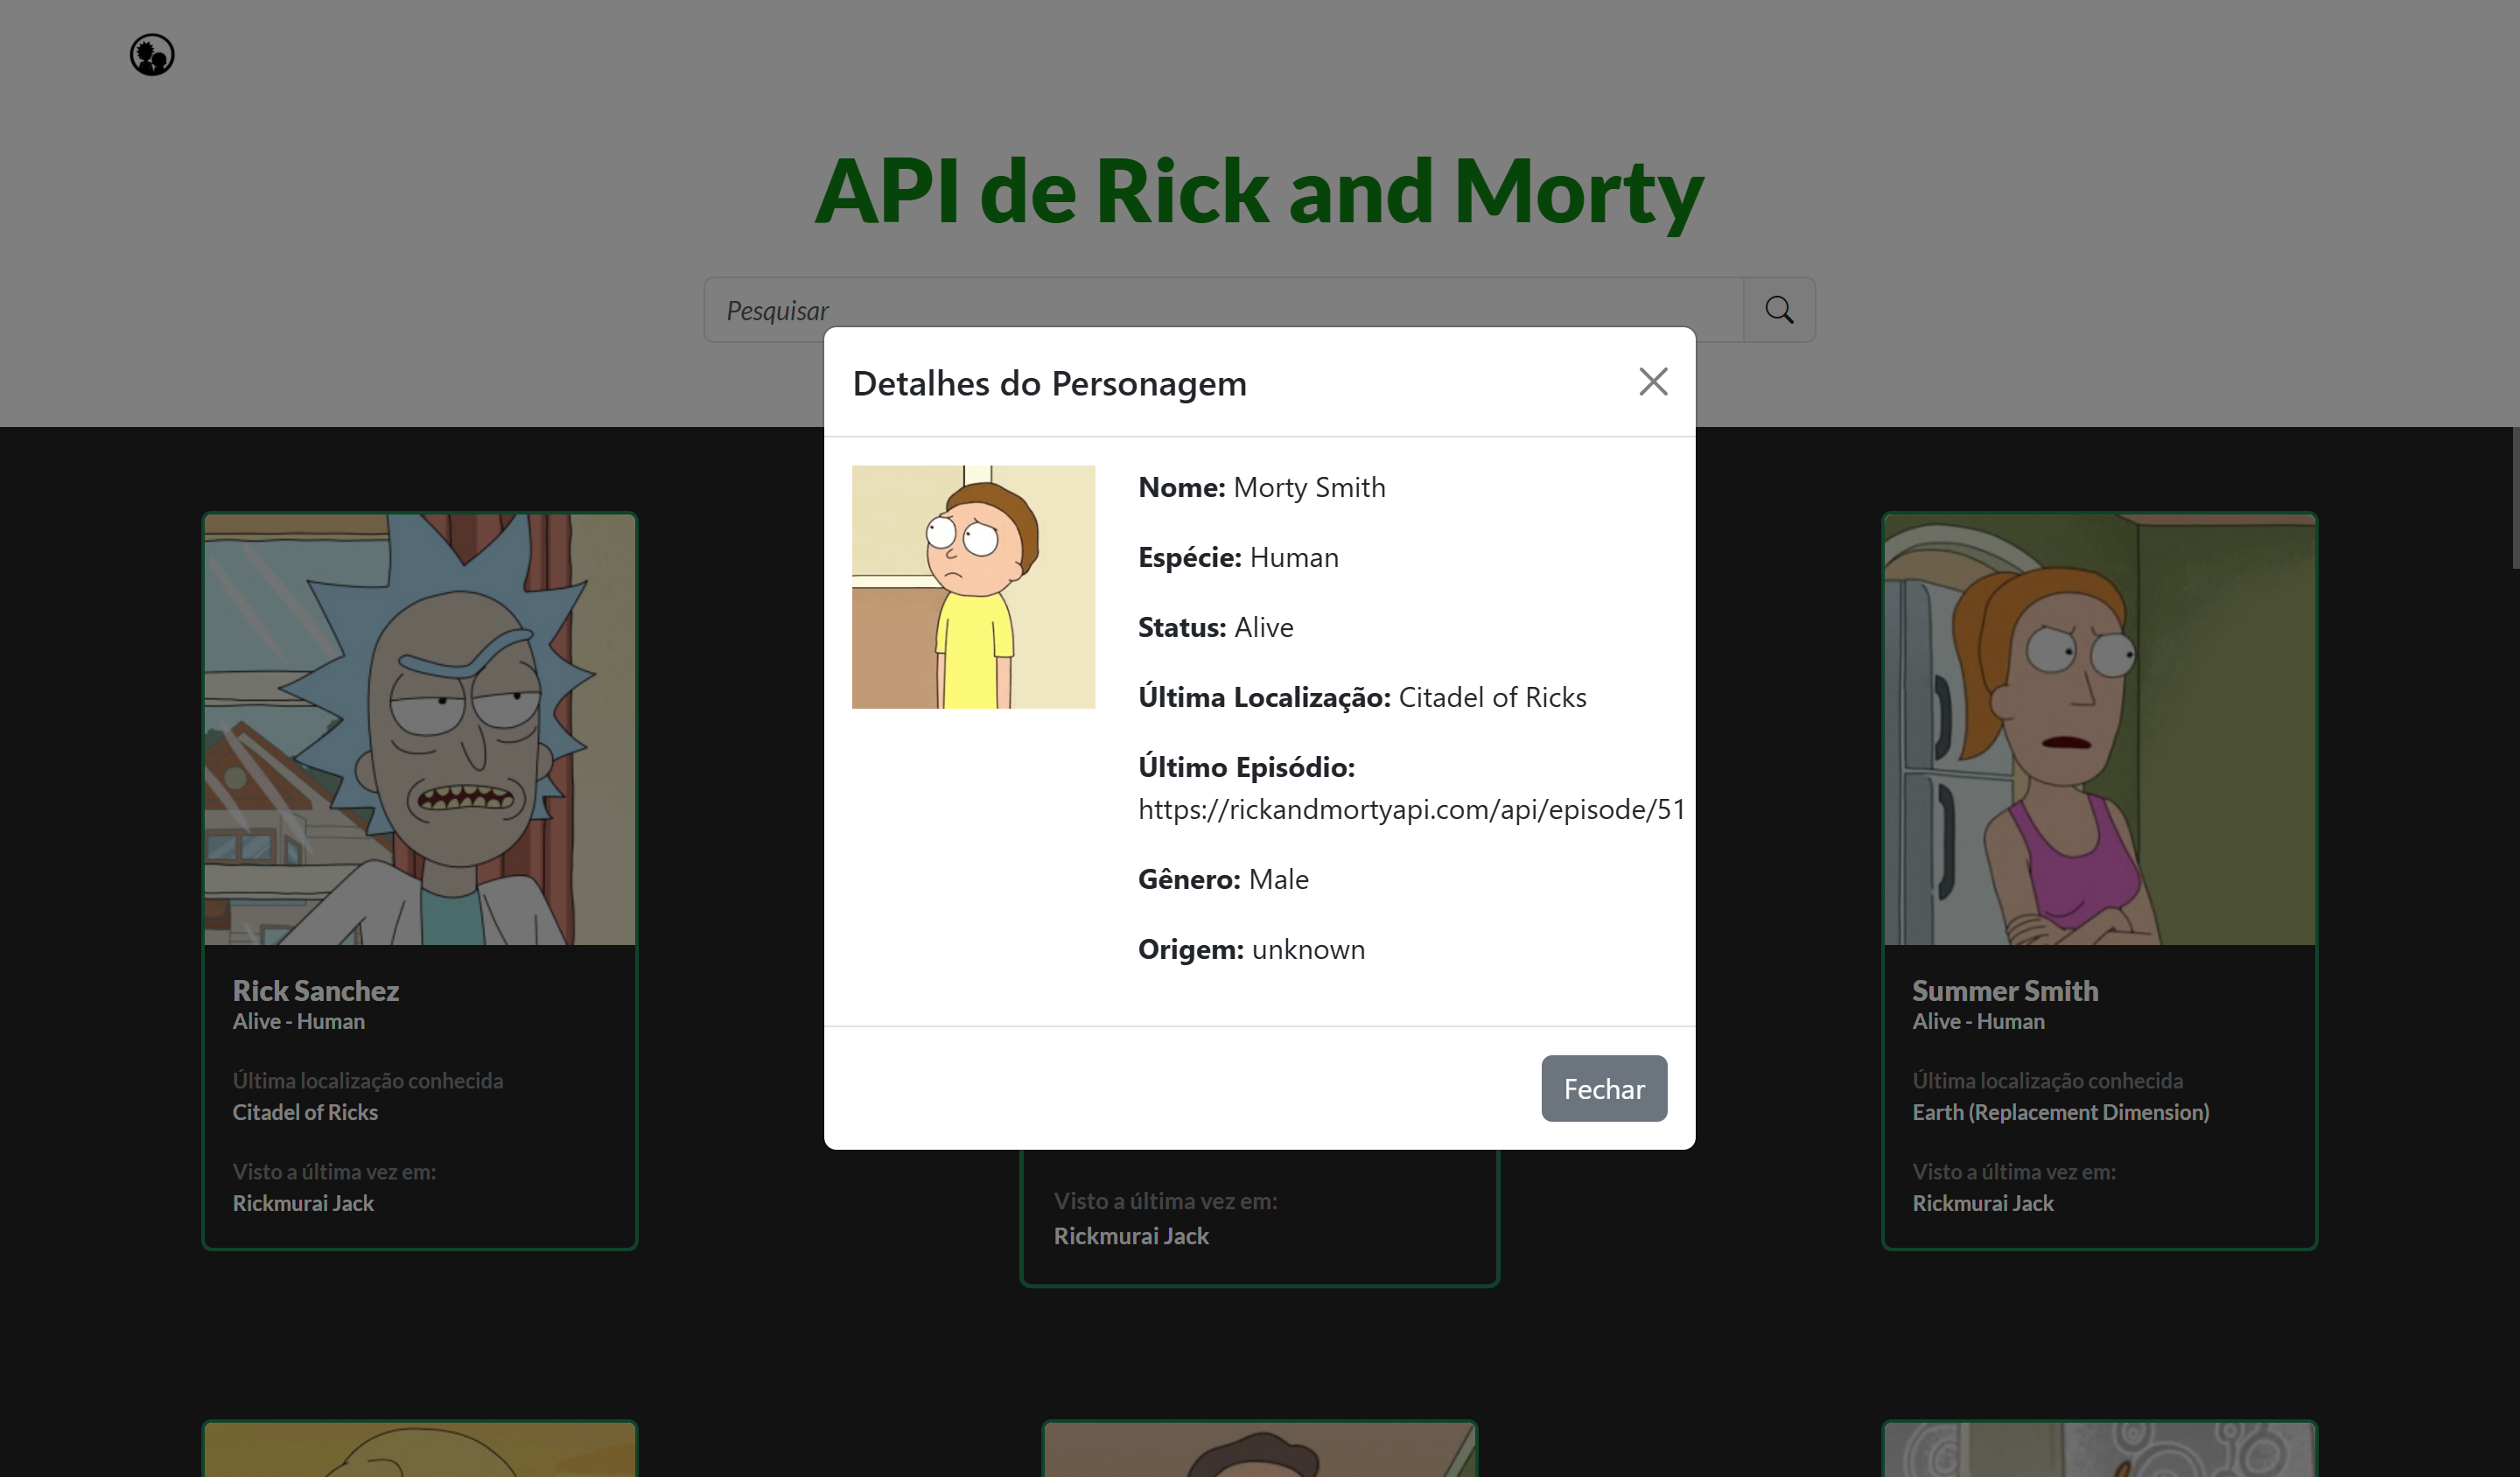 API de Rick and Morty
Pesquisar
Detalhes do Personagem
Nome: Morty Smith
Espécie: Human
Status: Alive
Última Localização: Citadel of Ricks
Último Episódio:
https://rickandmortyapi.com/api/episode/51
Gênero: Male
Origem: unknown
Fechar
Rick Sanchez
Alive - Human
Última localização conhecida
Citadel of Ricks
Visto a última vez em:
Rickmurai Jack
Visto a última vez em:
Rickmurai Jack
Summer Smith
Alive - Human
Última localização conhecida
Earth (Replacement Dimension)
Visto a última vez em:
Rickmurai Jack